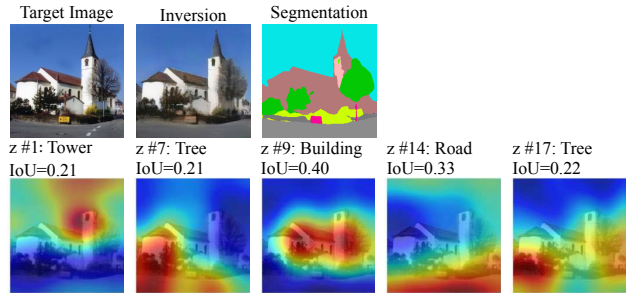 Target Image Inversion Segmentation
z #1: Tower z #7: Tree z #9: Building z #14: Road z #17: Tree
IoU=0.21 IoU=0.21 IoU=0.40 IoU=0.33 IoU=0.22